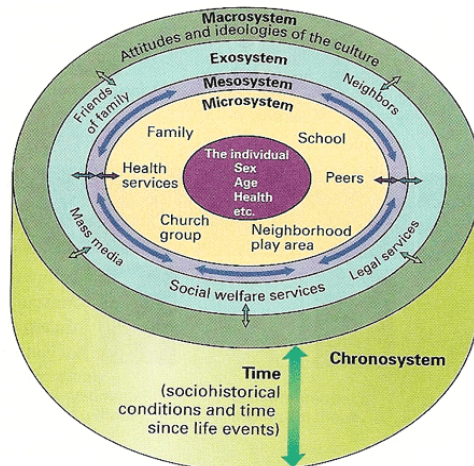 Macrosystem
Attitudes and ideologies of the culture
Exosystem
Friends
of family
Neighbors
Mesosystem
Microsystem
Family
School
The individual
Sex
Age
Health
etc.
Health
services
Peers
Church
group
Neighborhood
play area
Mass media
Legal services
Social welfare services
Chronosystem
Time
(sociohistorical
conditions and time
since life events)